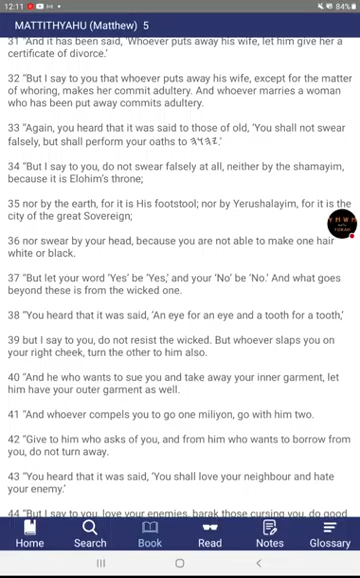 12:11
84%
MATTITHYAHU (Matthew) 5
31 "And it has been said, 'Whoever puts away his wife, let him give her a
certificate of divorce.'
32 "But I say to you that whoever puts away his wife, except for the matter
of whoring, makes her commit adultery. And whoever marries a woman
who has been put away commits adultery.
33 "Again, you heard that it was said to those of old, 'You shall not swear
falsely, but shall perform your oaths to 𐤉𐤄𐤅𐤄.'
34 "But I say to you, do not swear falsely at all, neither by the shamayim,
because it is Elohim's throne;
35 nor by the earth, for it is His footstool; nor by Yerushalayim, for it is the
city of the great Sovereign;
36 nor swear by your head, because you are not able to make one hair
white or black.
37 "But let your word 'Yes' be 'Yes,' and your 'No' be 'No.' And what goes
beyond these is from the wicked one.
38 "You heard that it was said, 'An eye for an eye and a tooth for a tooth,'
39 but I say to you, do not resist the wicked. But whoever slaps you on
your right cheek, turn the other to him also.
40 "And he who wants to sue you and take away your inner garment, let
him have your outer garment as well.
41 "And whoever compels you to go one miliyon, go with him two.
42 "Give to him who asks of you, and from him who wants to borrow from
you, do not turn away.
43 "You heard that it was said, 'You shall love your neighbour and hate
your enemy.'
44 "But I say to you, love your enemies, barak those cursing you, do good
Home Search Book Read Notes Glossary